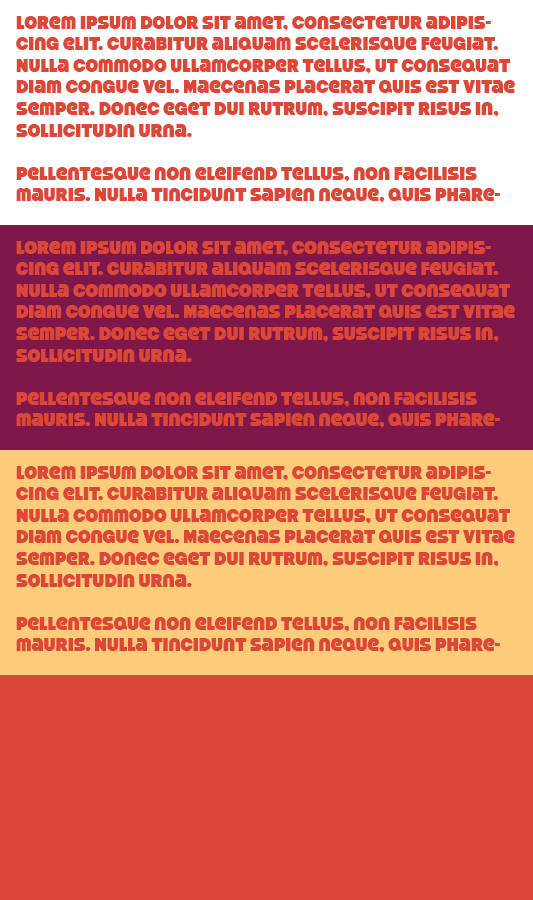 Lorem ipsum dolor sit amet, consectetur adipis-
cing elit. Curabitur aliquam scelerisque feugiat.
Nulla commodo ullamcorper tellus, ut consequat
diam congue vel. Maecenas placerat quis est vitae
semper. Donec eget dui rutrum, suscipit risus in,
sollicitudin urna.
Pellentesque non eleifend tellus, non facilisis
mauris. Nulla tincidunt sapien neque, quis phare-
Lorem ipsum dolor sit amet, consectetur adipis-
cing elit. Curabitur aliquam scelerisque feugiat.
Nulla commodo ullamcorper tellus, ut consequat
diam congue vel. Maecenas placerat quis est vitae
semper. Donec eget dui rutrum, suscipit risus in,
sollicitudin urna.
Pellentesque non eleifend tellus, non facilisis
mauris. Nulla tincidunt sapien neque, quis phare-
Lorem ipsum dolor sit amet, consectetur adipis-
cing elit. Curabitur aliquam scelerisque feugiat.
Nulla commodo ullamcorper tellus, ut consequat
diam congue vel. Maecenas placerat quis est vitae
semper. Donec eget dui rutrum, suscipit risus in,
sollicitudin urna.
Pellentesque non eleifend tellus, non facilisis
mauris. Nulla tincidunt sapien neque, quis phare-